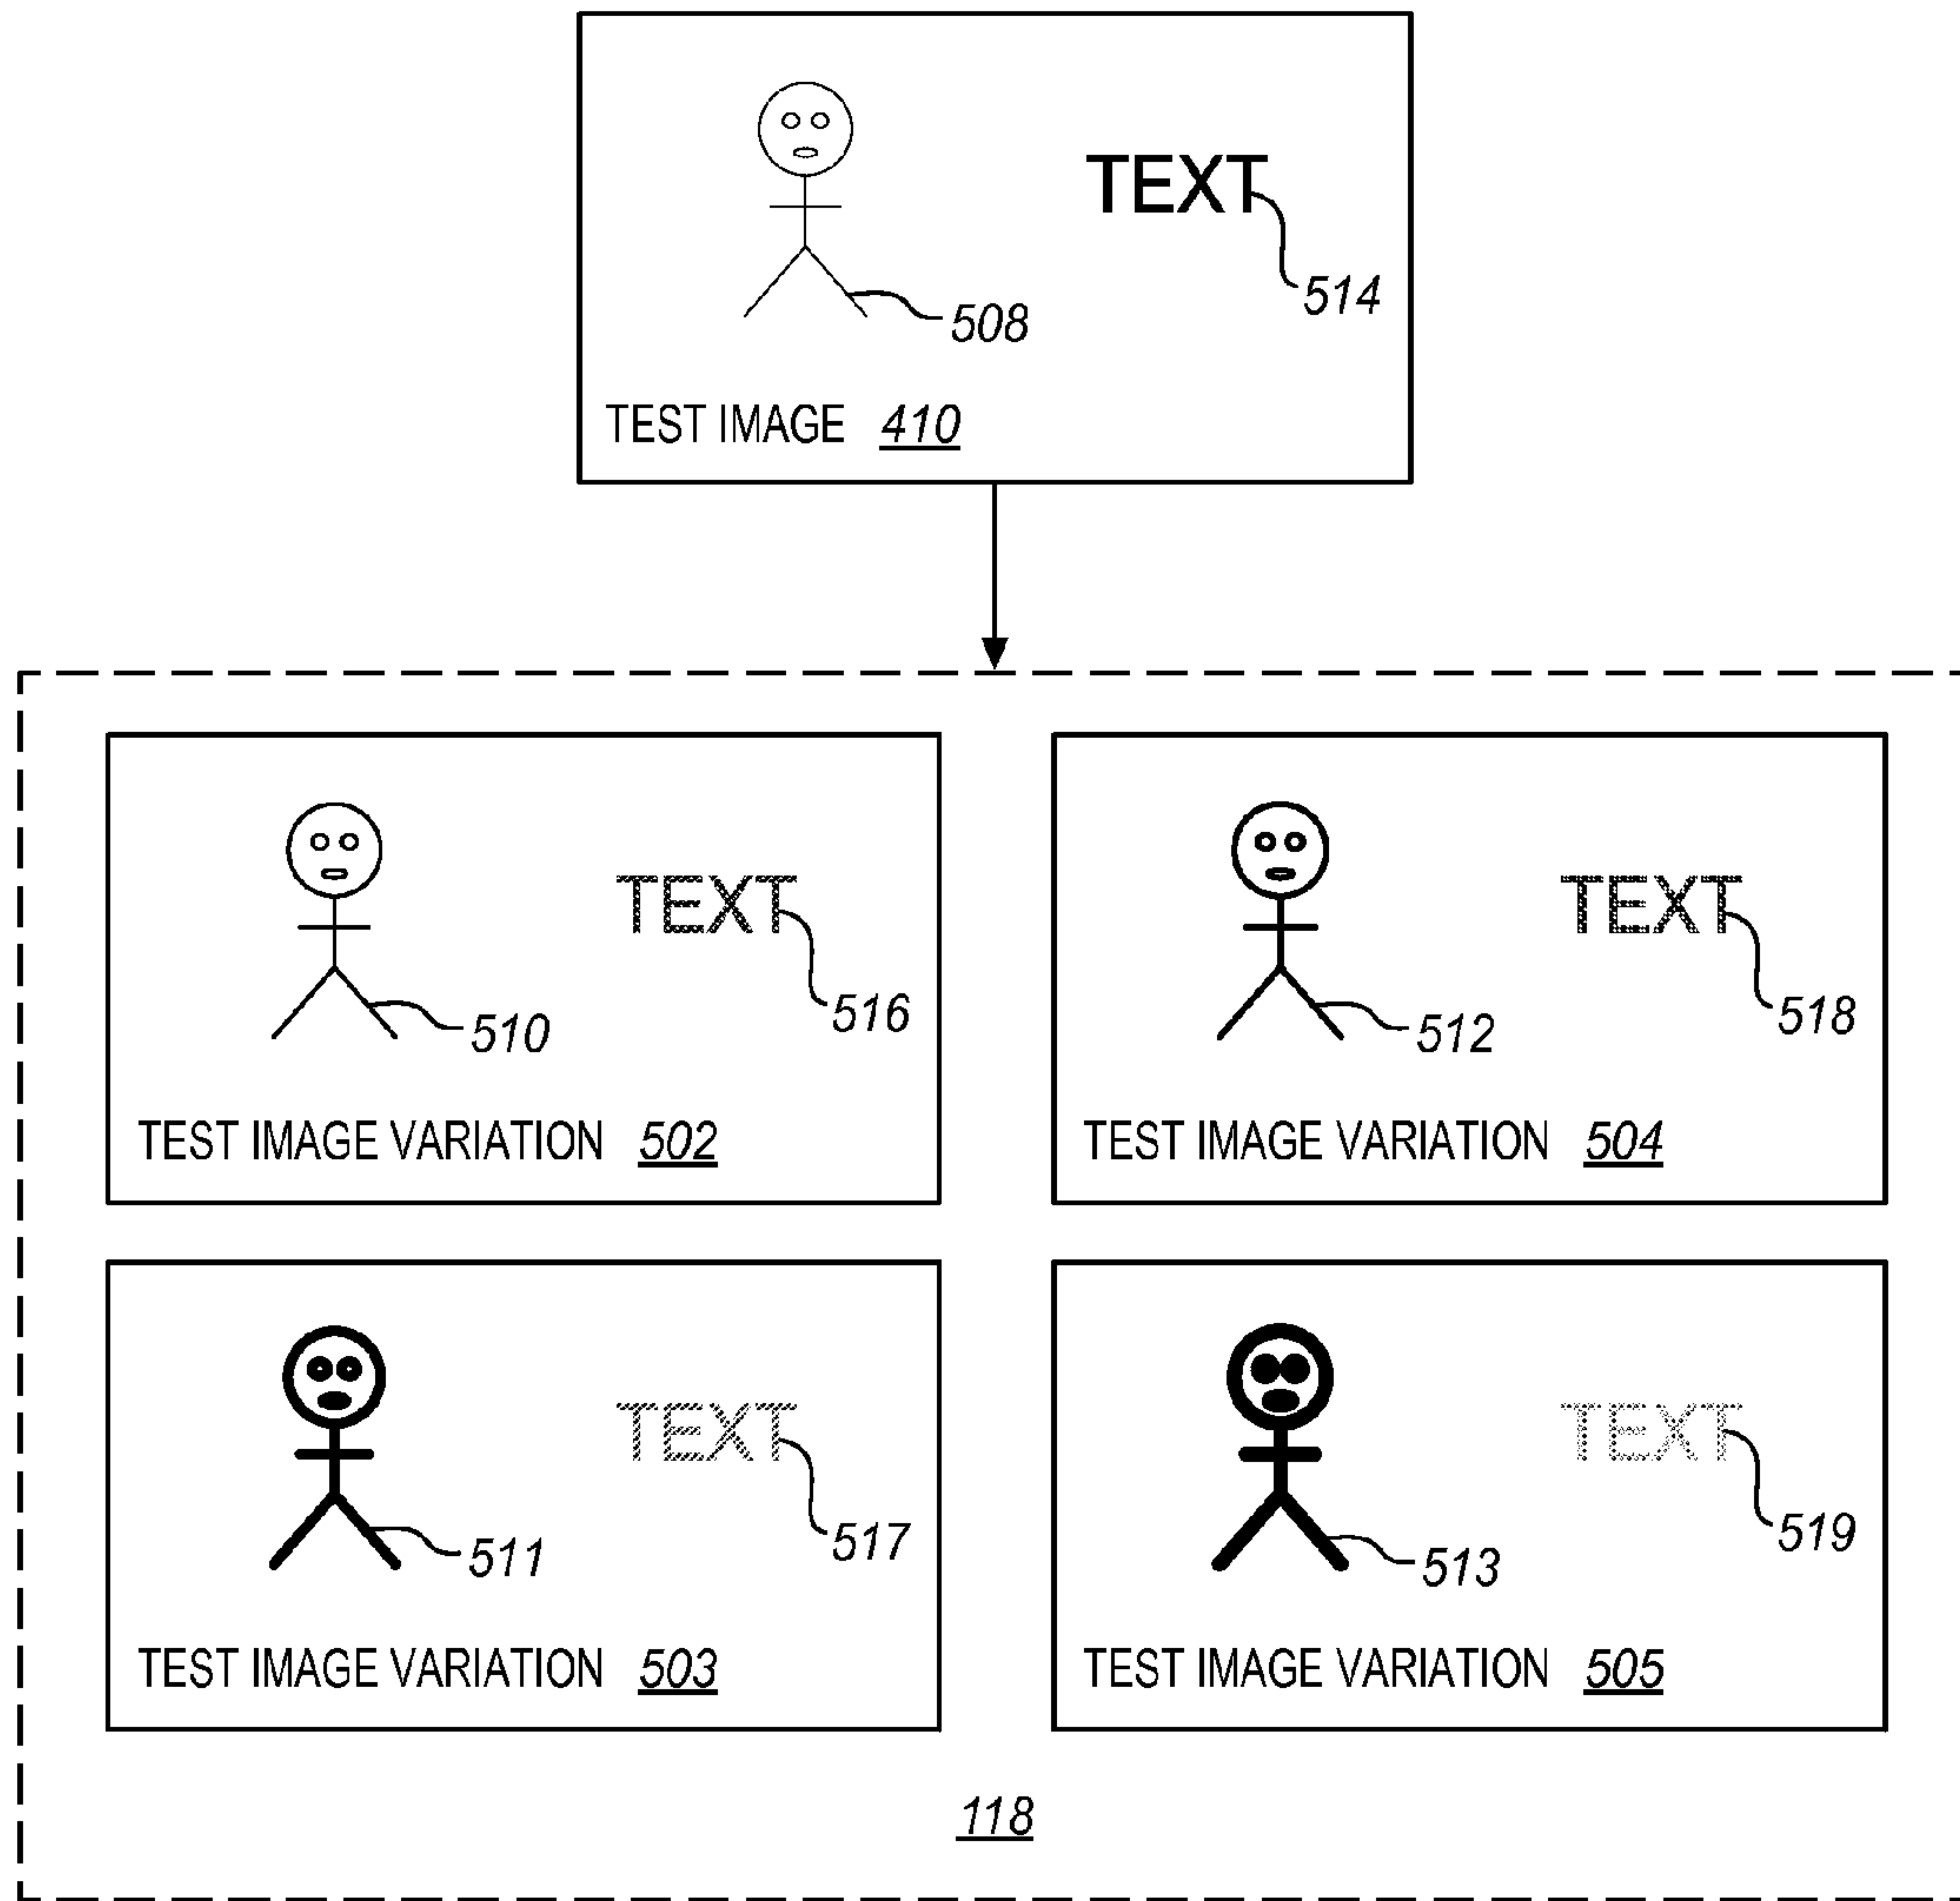 TEXT
514
508
TEST IMAGE 410
TEXT
516
510
TEST IMAGE VARIATION 502
TEXT
518
512
TEST IMAGE VARIATION 504
TEXT
517
511
TEST IMAGE VARIATION 503
TEXT
519
513
TEST IMAGE VARIATION 505
118